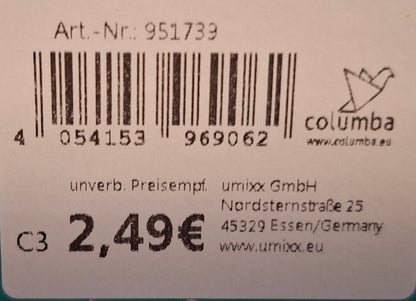 Art.-Nr.: 951739
4 054153 969062
columba
www.columba.eu
unverb. Preisempf.
C3 2,49€
umixx GmbH
Nordsternstraße 25
45329 Essen/Germany
www.umixx.eu